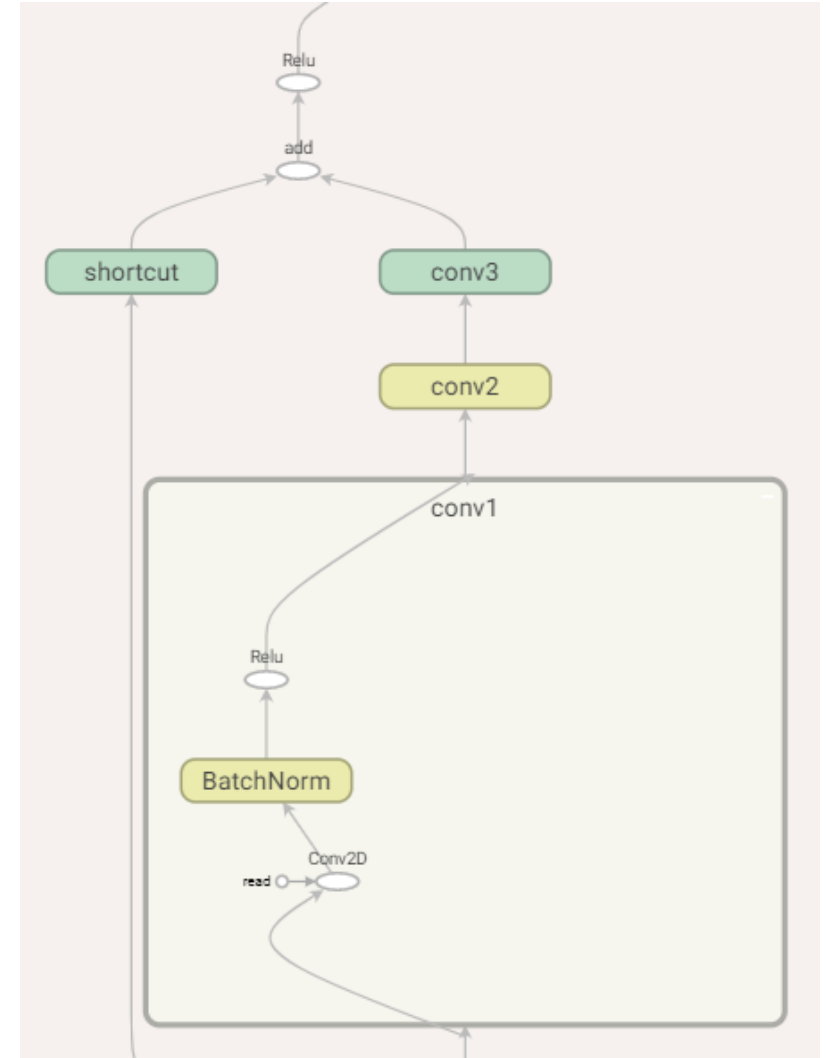 Relu
add
shortcut
conv3
conv2
conv1
Relu
BatchNorm
Conv2D
read